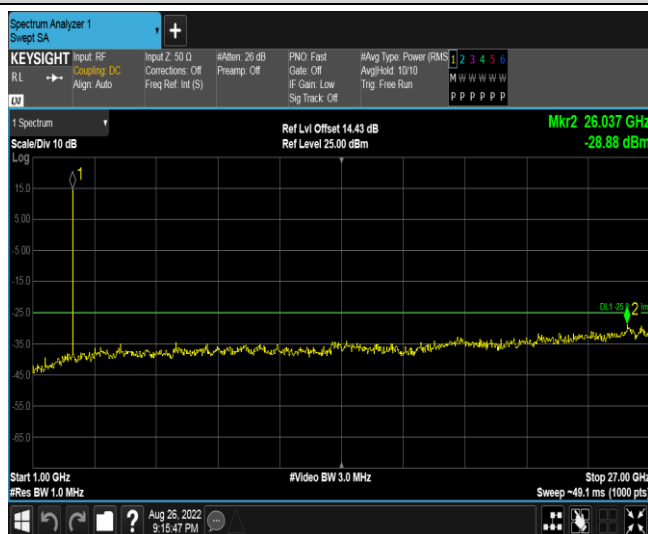 Spectrum Analyzer 1
Swept SA
+
KEYSIGHT
RL
LXI
Input: RF
Coupling: DC
Align: Auto
Input Z: 50 Ω
Corrections: Off
Freq Ref: Int (S)
#Atten: 26 dB
Preamp: Off
PNO: Fast
Gate: Off
IF Gain: Low
Sig Track: Off
#Avg Type: Power (RMS
Avg|Hold: 10/10
Trig: Free Run
1 2 3 4 5 6
M W W W W W
P P P P P P
1 Spectrum
Scale/Div 10 dB
Log
Ref Lvl Offset 14.43 dB
Ref Level 25.00 dBm
Mkr2 26.037 GHz
-28.88 dBm
1
15.0
5.00
-5.00
-15.0
-25.0
DL1 -25.0
2
-35.0
-45.0
-55.0
-65.0
Start 1.00 GHz
#Res BW 1.0 MHz
#Video BW 3.0 MHz
Stop 27.00 GHz
Sweep ~49.1 ms (1000 pts)
?
Aug 26, 2022
9:15:47 PM